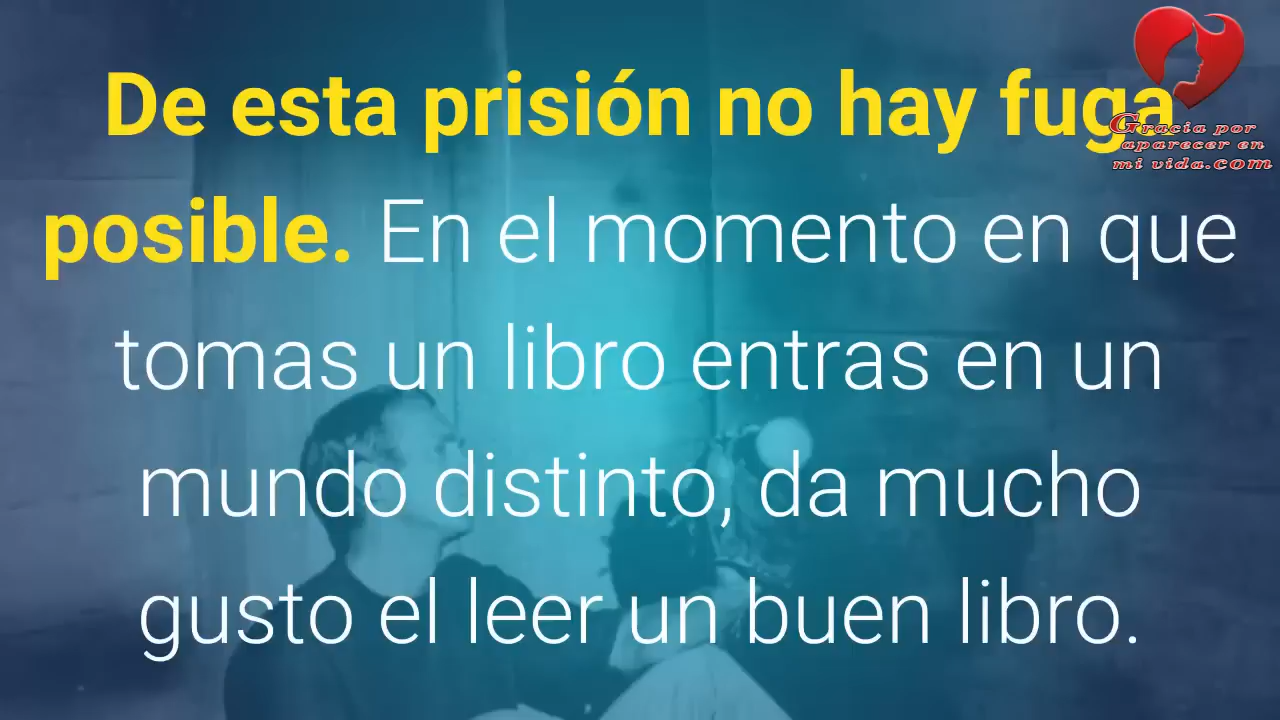 De esta prisión no hay fuga
posible. En el momento en que
tomas un libro entras en un
mundo distinto, da mucho
gusto el leer un buen libro.
Gracia por
aparecer en
mi vida.com